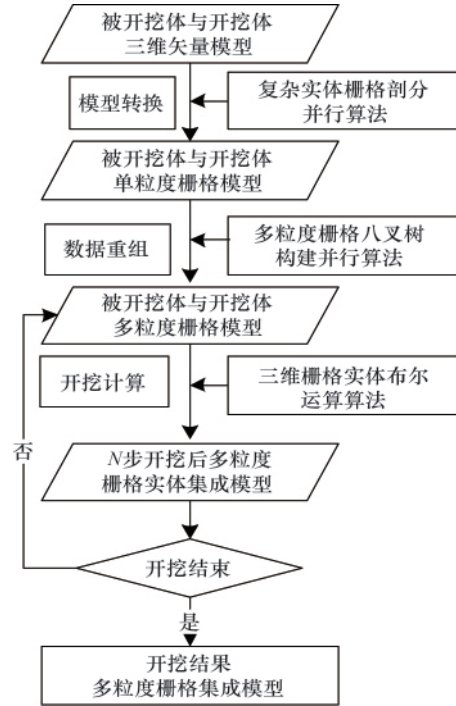 被开挖体与开挖体
三维矢量模型
模型转换
复杂实体栅格剖分
并行算法
被开挖体与开挖体
单粒度栅格模型
数据重组
多粒度栅格八叉树
构建并行算法
被开挖体与开挖体
多粒度栅格模型
开挖计算
三维栅格实体布尔
运算算法
否
N步开挖后多粒度
栅格实体集成模型
开挖结束
是
开挖结果
多粒度栅格集成模型